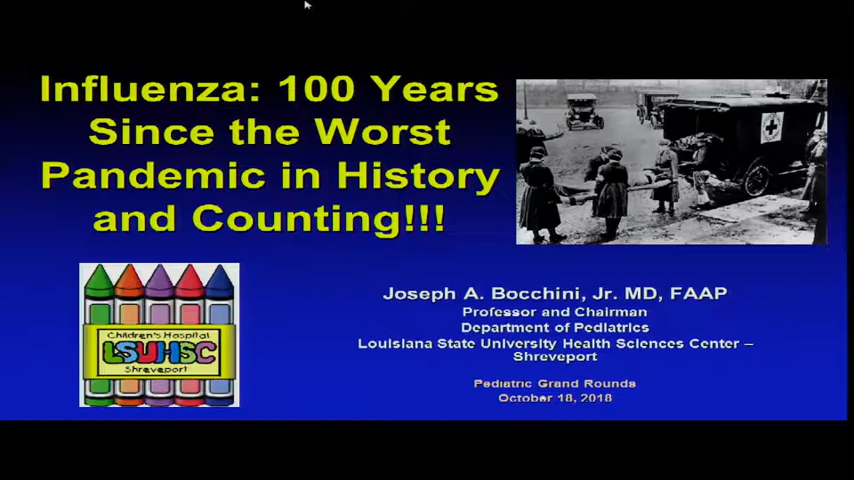 Influenza: 100 Years
Since the Worst
Pandemic in History
and Counting!!!
Children's Hospital
LSUHSC
Shreveport
Joseph A. Bocchini, Jr. MD, FAAP
Professor and Chairman
Department of Pediatrics
Louisiana State University Health Sciences Center –
Shreveport
Pediatric Grand Rounds
October 18, 2018